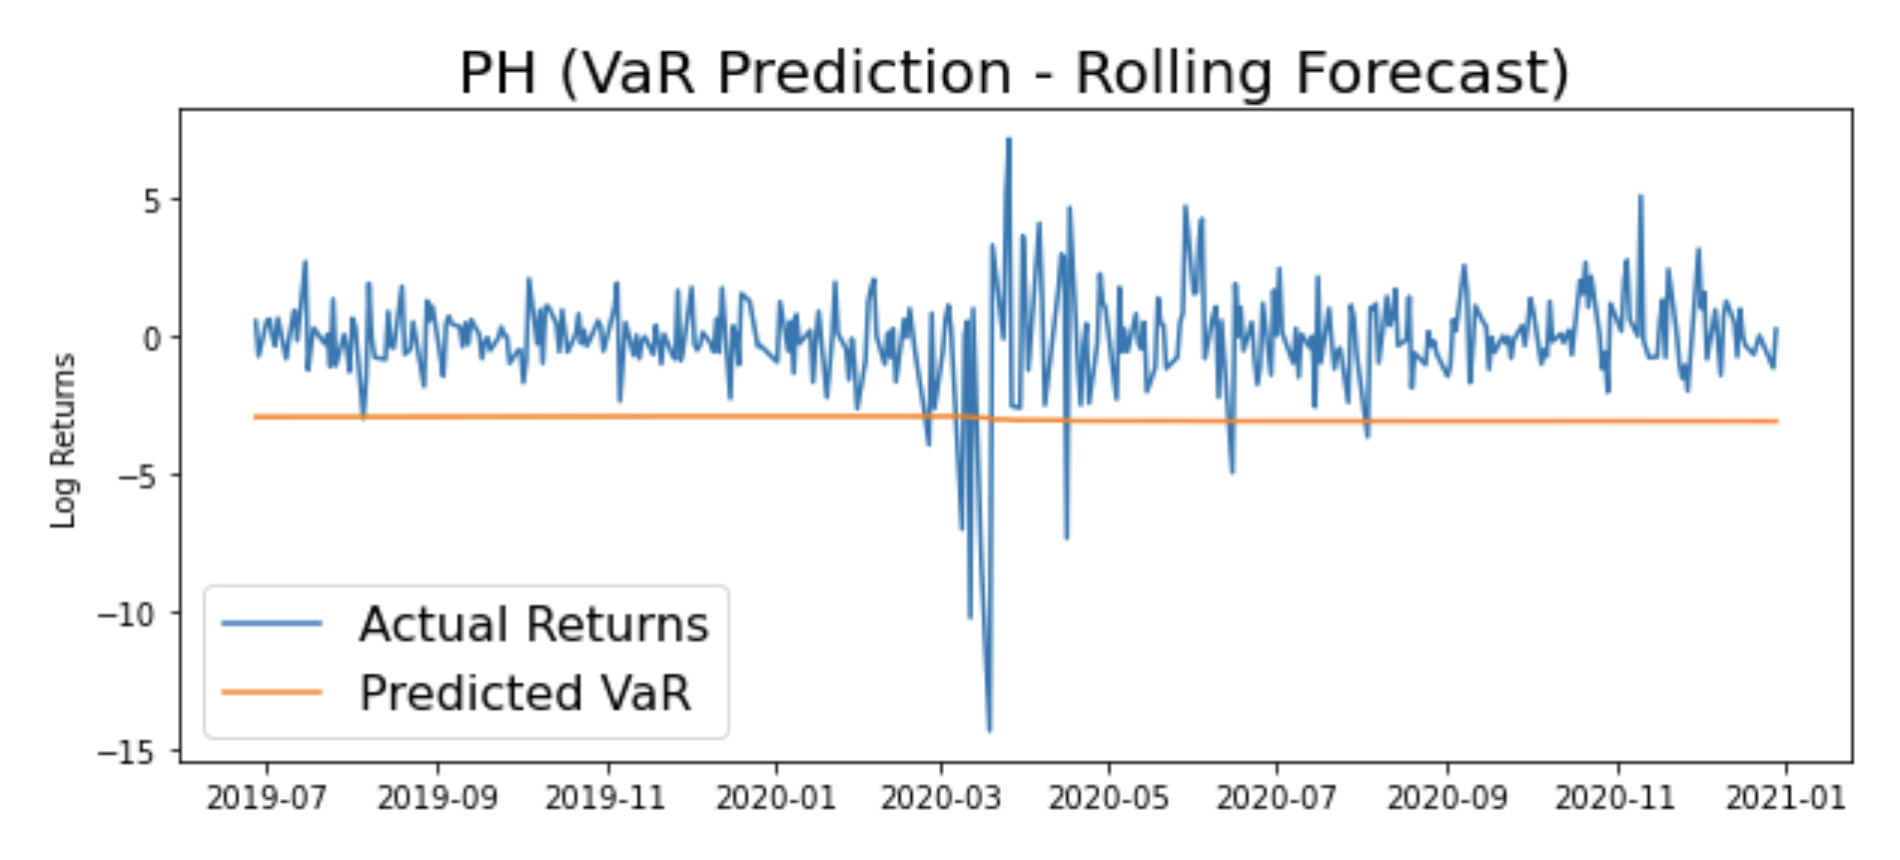 PH (VaR Prediction - Rolling Forecast)
Log Returns
5
0
−5
−10
−15
Actual Returns
Predicted VaR
2019-07 2019-09 2019-11 2020-01 2020-03 2020-05 2020-07 2020-09 2020-11 2021-01